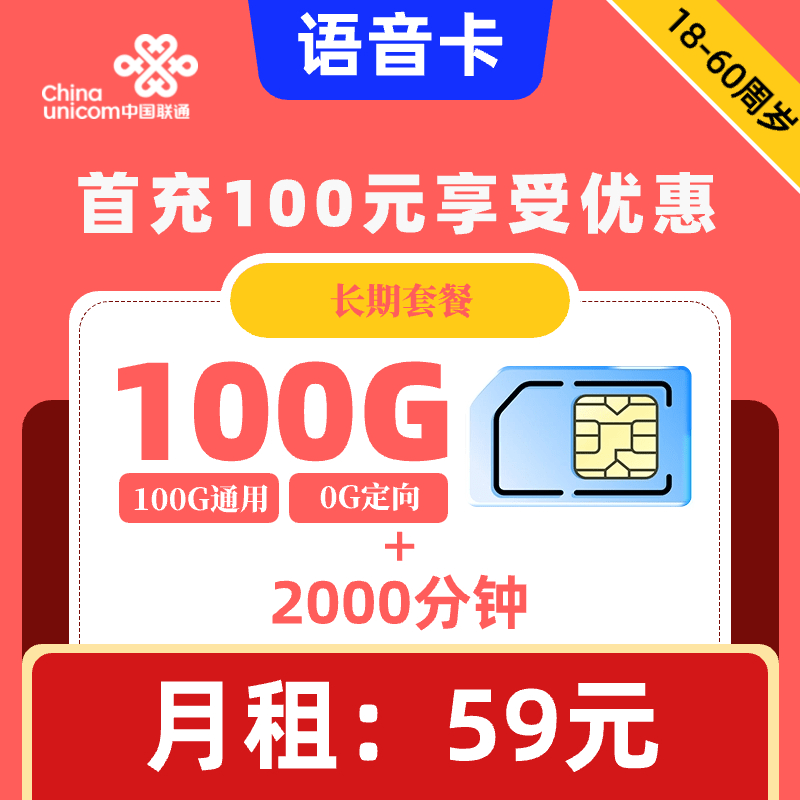 语音卡
18-60周岁
China
unicom中国联通
首充100元享受优惠
长期套餐
100G
100G通用
0G定向
+
2000分钟
月租：59元